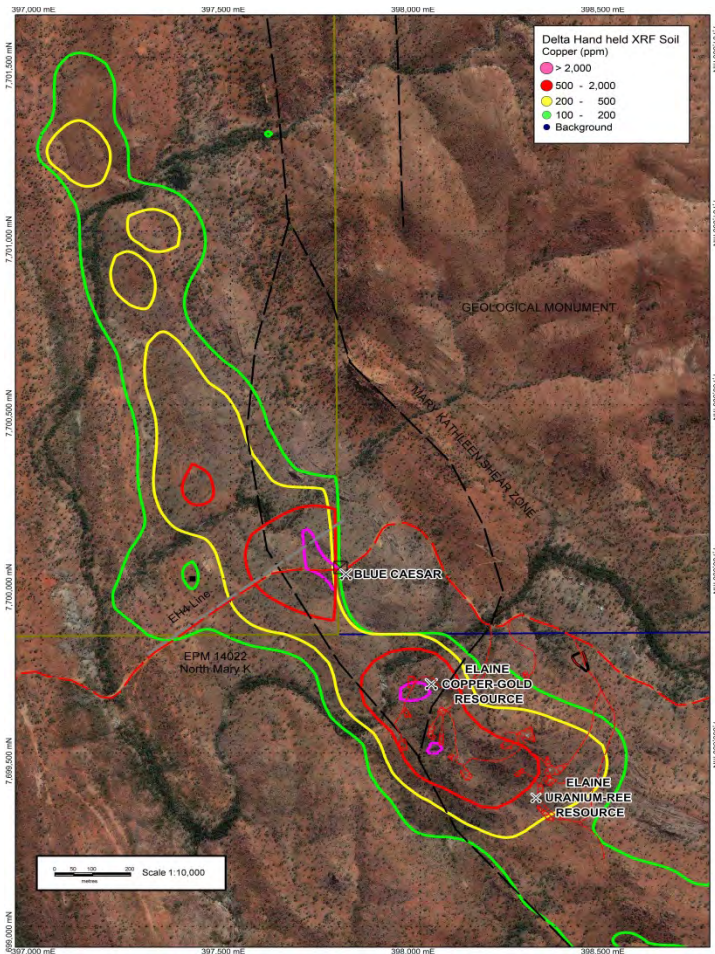 397,000 mE
397,500 mE
398,000 mE
398,500 mE
Delta Hand held XRF Soil
Copper (ppm)
> 2,000
500 - 2,000
200 - 500
100 - 200
Background
7,701,500 mN
7,701,000 mN
GEOLOGICAL MONUMENT
7,700,500 mN
MARY KATHLEEN SHEAR ZONE
BLUE CAESAR
7,700,000 mN
EH4 Line
EPM 14022
North Mary K
ELAINE
COPPER-GOLD
RESOURCE
7,699,500 mN
ELAINE
URANIUM-REE
RESOURCE
0 50 100 200
metres
Scale 1:10,000
397,000 mE
397,500 mE
398,000 mE
398,500 mE